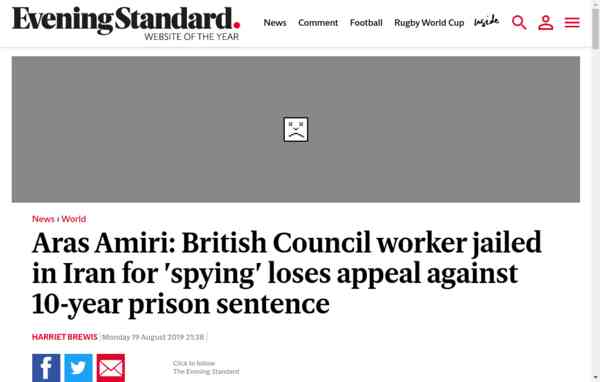 Evening Standard.
WEBSITE OF THE YEAR
News Comment Football Rugby World Cup inside
News › World
Aras Amiri: British Council worker jailed
in Iran for 'spying' loses appeal against
10-year prison sentence
HARRIET BREWIS | Monday 19 August 2019 21:38 |
Click to follow
The Evening Standard